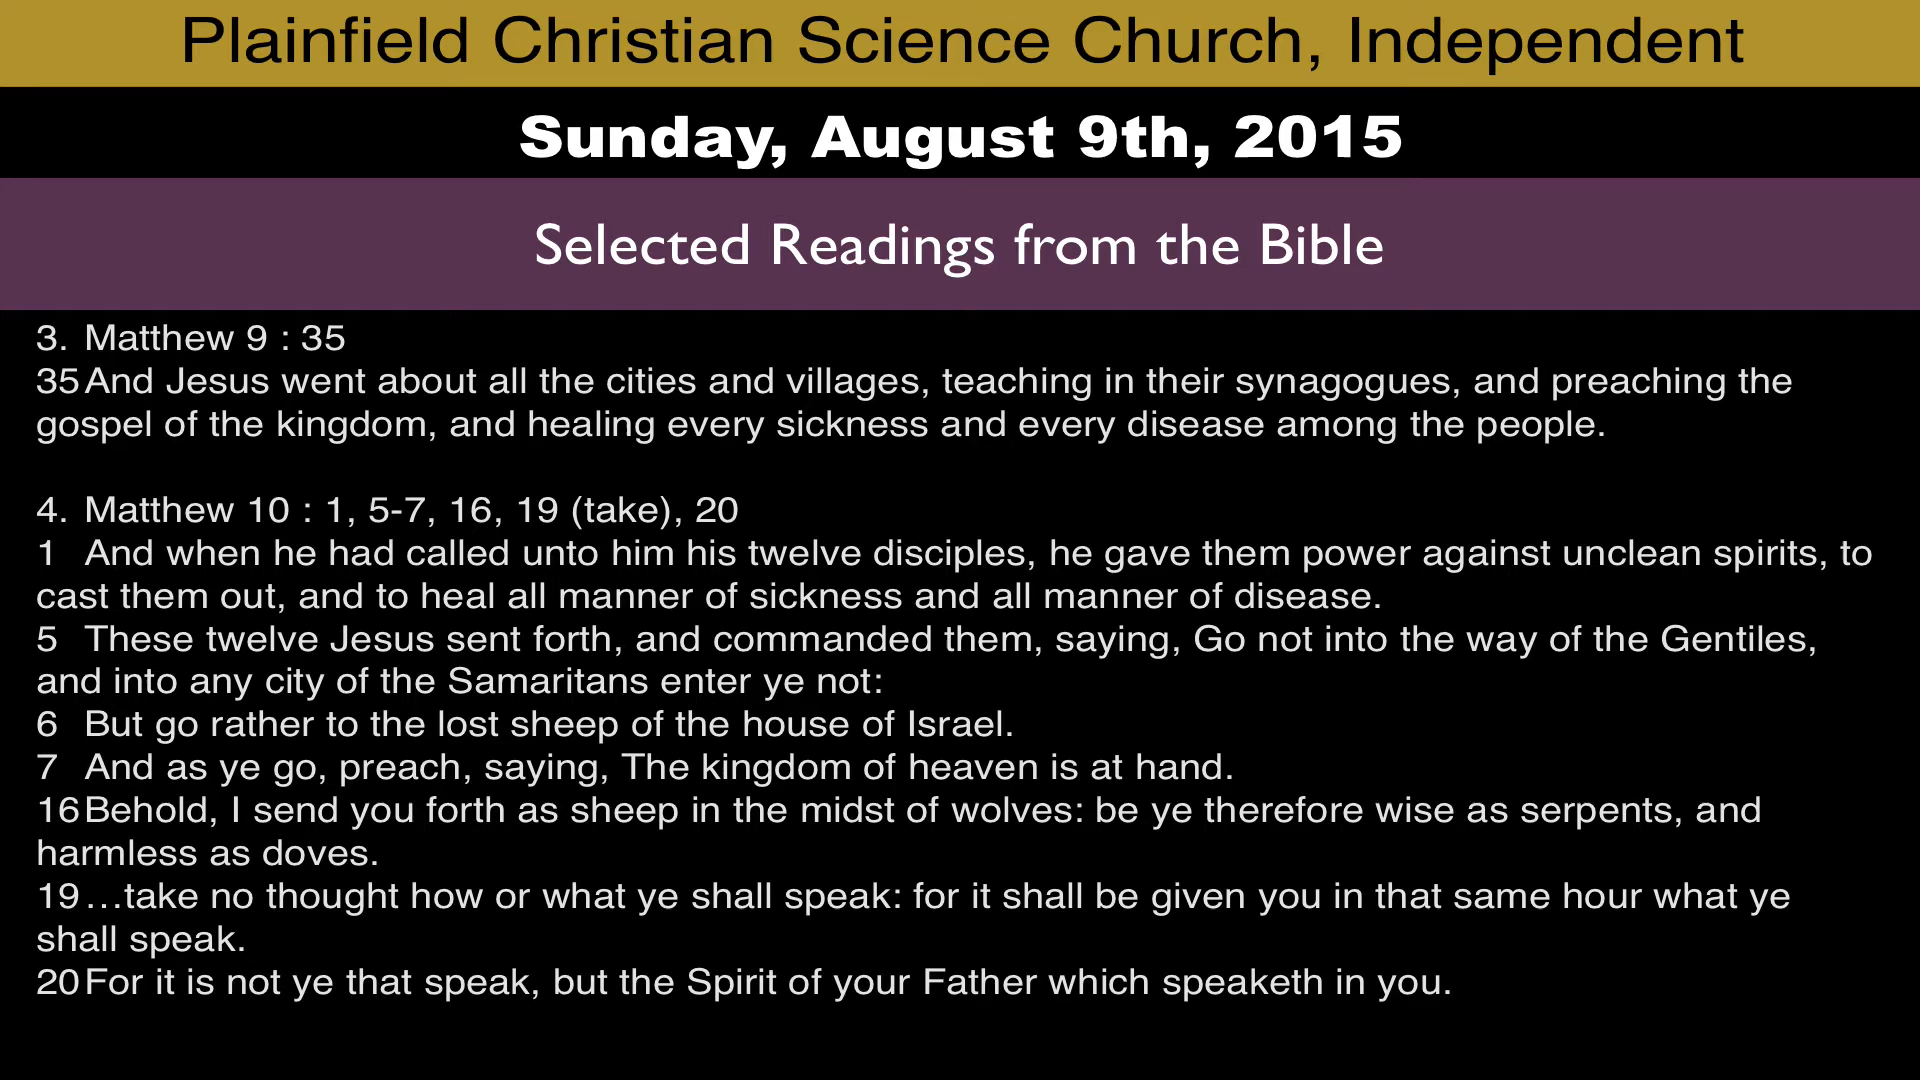 Plainfield Christian Science Church, Independent
Sunday, August 9th, 2015
Selected Readings from the Bible
3. Matthew 9 : 35
35 And Jesus went about all the cities and villages, teaching in their synagogues, and preaching the
gospel of the kingdom, and healing every sickness and every disease among the people.
4. Matthew 10 : 1, 5-7, 16, 19 (take), 20
1 And when he had called unto him his twelve disciples, he gave them power against unclean spirits, to
cast them out, and to heal all manner of sickness and all manner of disease.
5 These twelve Jesus sent forth, and commanded them, saying, Go not into the way of the Gentiles,
and into any city of the Samaritans enter ye not:
6 But go rather to the lost sheep of the house of Israel.
7 And as ye go, preach, saying, The kingdom of heaven is at hand.
16 Behold, I send you forth as sheep in the midst of wolves: be ye therefore wise as serpents, and
harmless as doves.
19 …take no thought how or what ye shall speak: for it shall be given you in that same hour what ye
shall speak.
20 For it is not ye that speak, but the Spirit of your Father which speaketh in you.